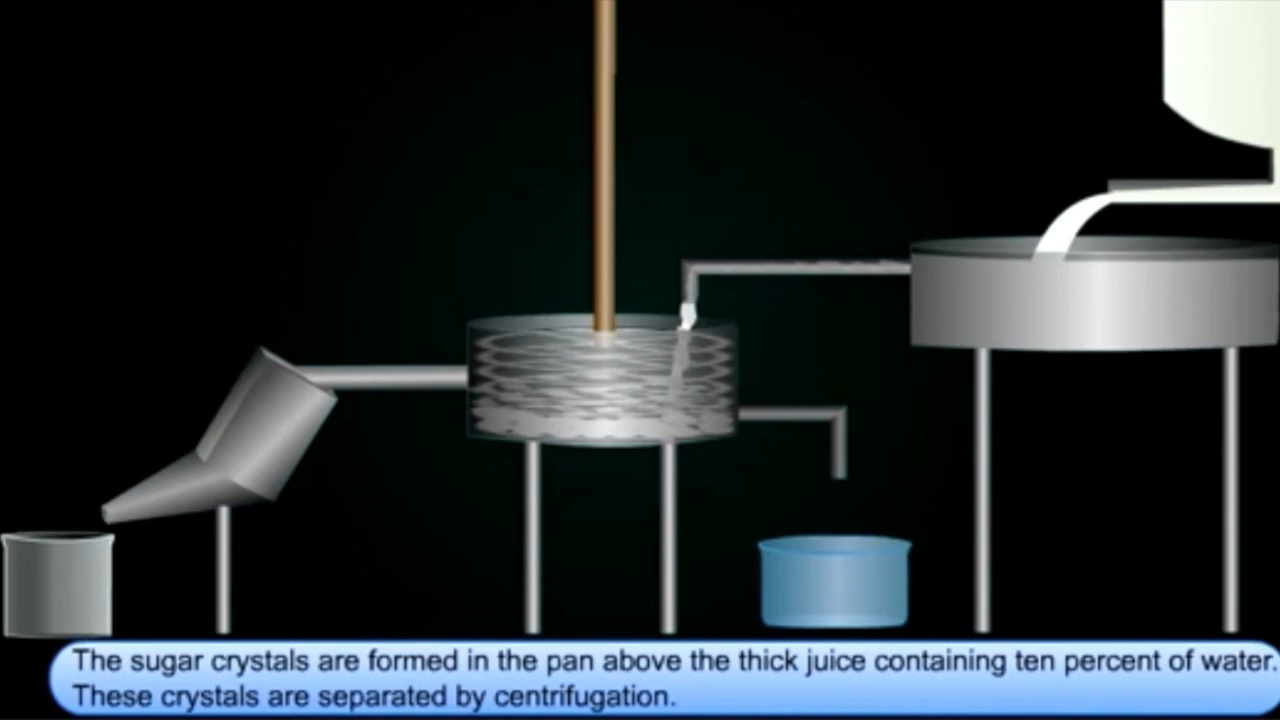 The sugar crystals are formed in the pan above the thick juice containing ten percent of water.
These crystals are separated by centrifugation.